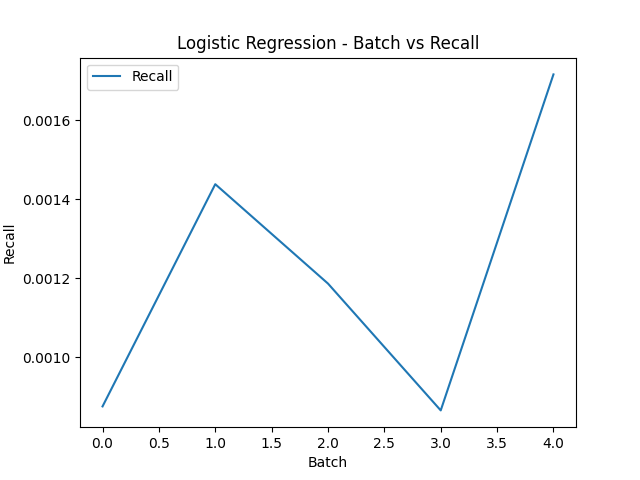 Logistic Regression - Batch vs Recall
Recall
0.0016
0.0014
0.0012
0.0010
Recall
0.0 0.5 1.0 1.5 2.0 2.5 3.0 3.5 4.0
Batch